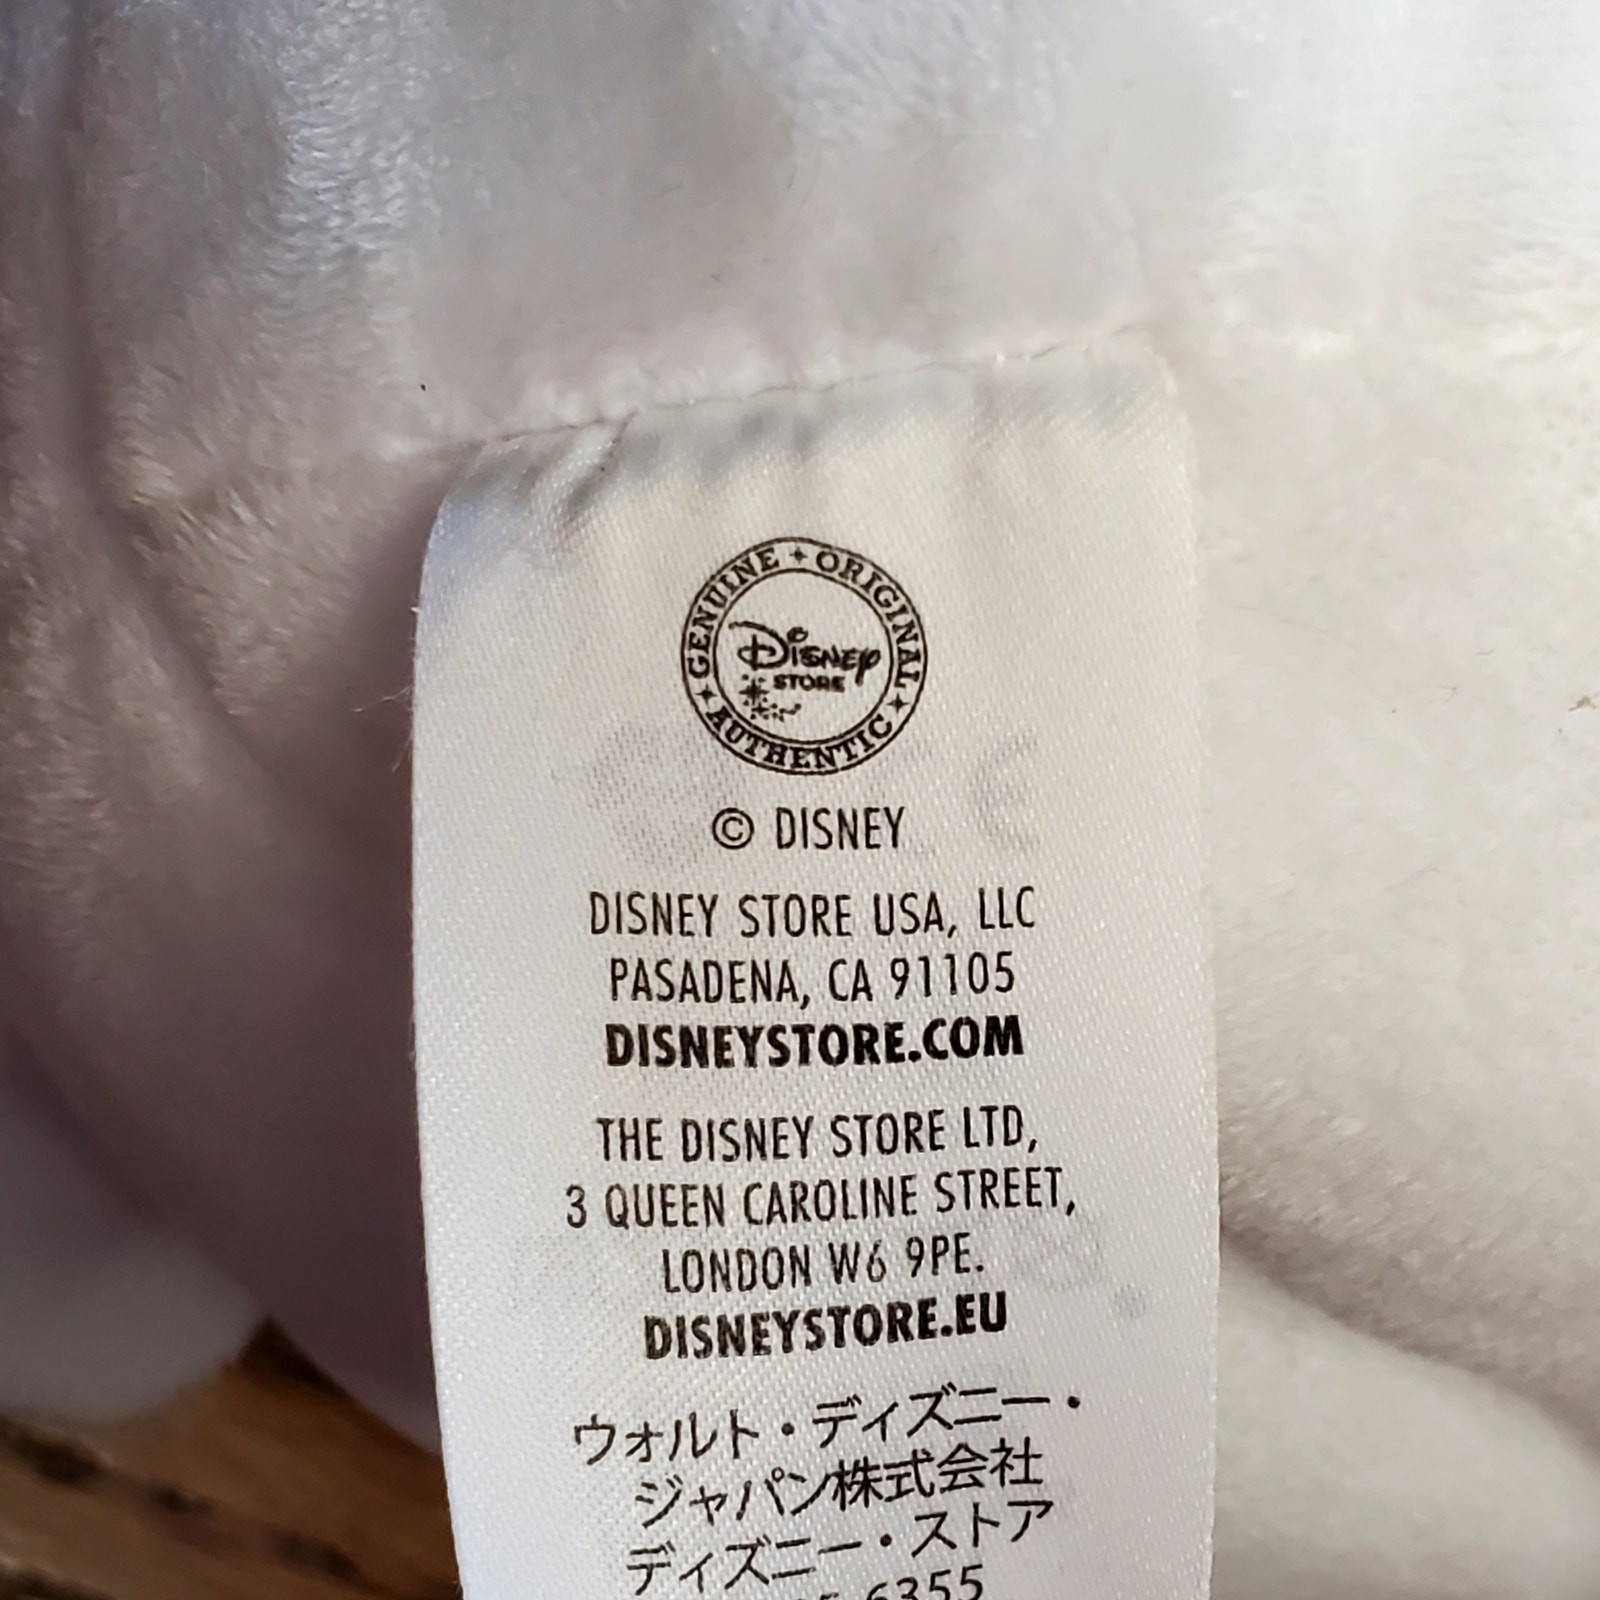 GENUINE ✦ ORIGINAL ✦ AUTHENTIC ✦
Disney
STORE
© DISNEY
DISNEY STORE USA, LLC
PASADENA, CA 91105
DISNEYSTORE.COM
THE DISNEY STORE LTD,
3 QUEEN CAROLINE STREET,
LONDON W6 9PE.
DISNEYSTORE.EU
ウォルト・ディズニー・
ジャパン株式会社
ディズニー・ストア
6355